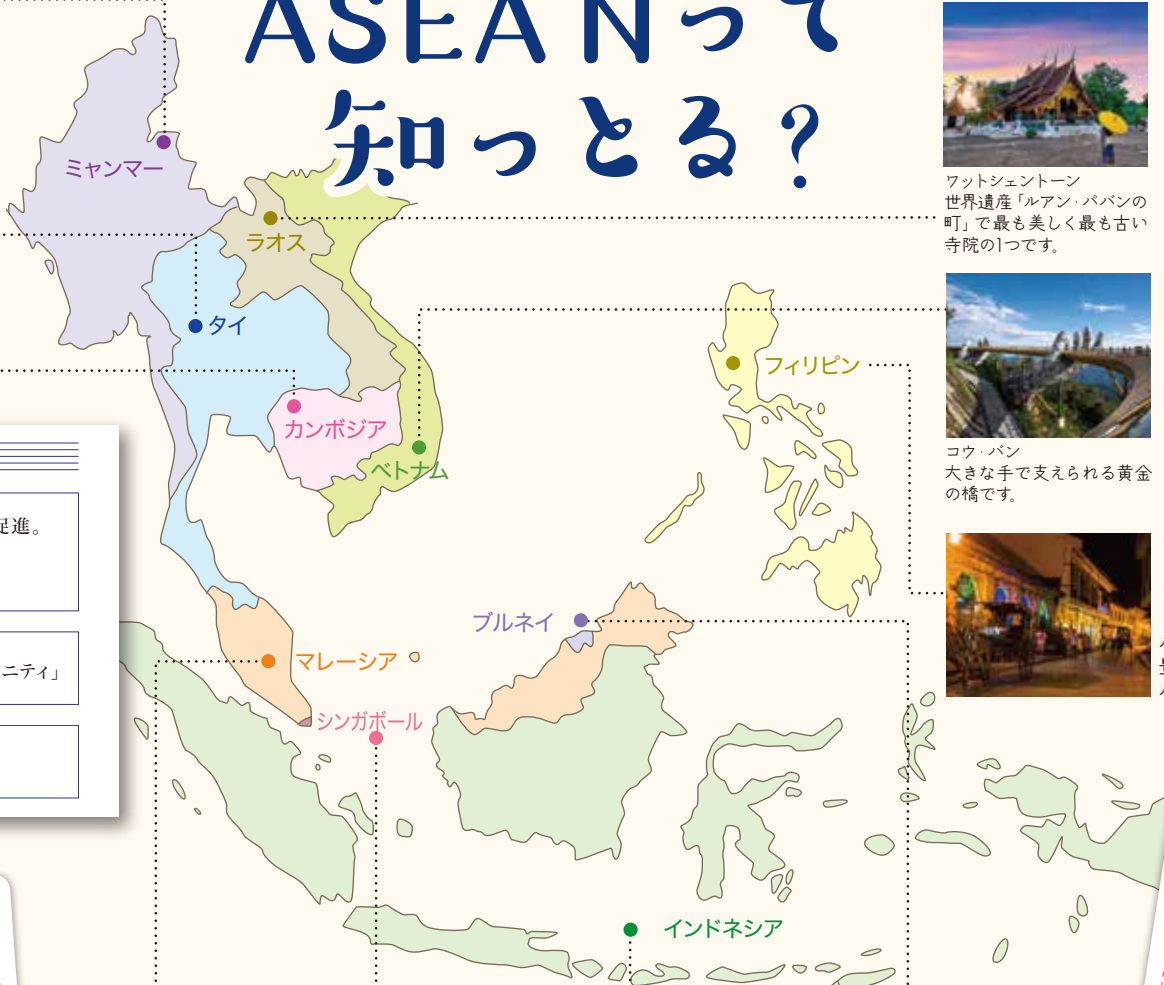 ASEANって
知っとる?
ミャンマー
ラオス
タイ
カンボジア
ベトナム
フィリピン
ブルネイ
マレーシア
シンガポール
インドネシア
ワットシェントーン
世界遺産「ルアン・パバンの
町」で最も美しく最も古い
寺院の1つです。
コウ・バン
大きな手で支えられる黄金
の橋です。
促進。
ニティ」